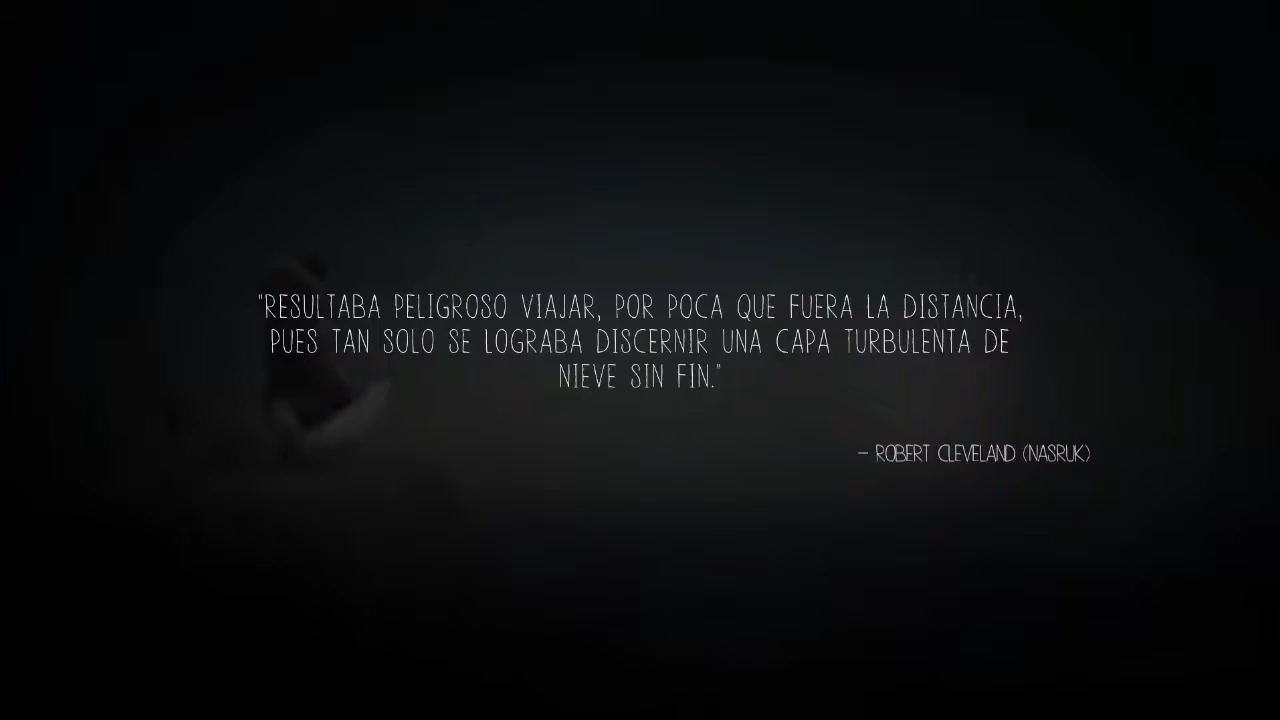 "RESULTABA PELIGROSO VIAJAR, POR POCA QUE FUERA LA DISTANCIA,
PUES TAN SOLO SE LOGRABA DISCERNIR UNA CAPA TURBULENTA DE
NIEVE SIN FIN."
– ROBERT CLEVELAND (NASRUK)